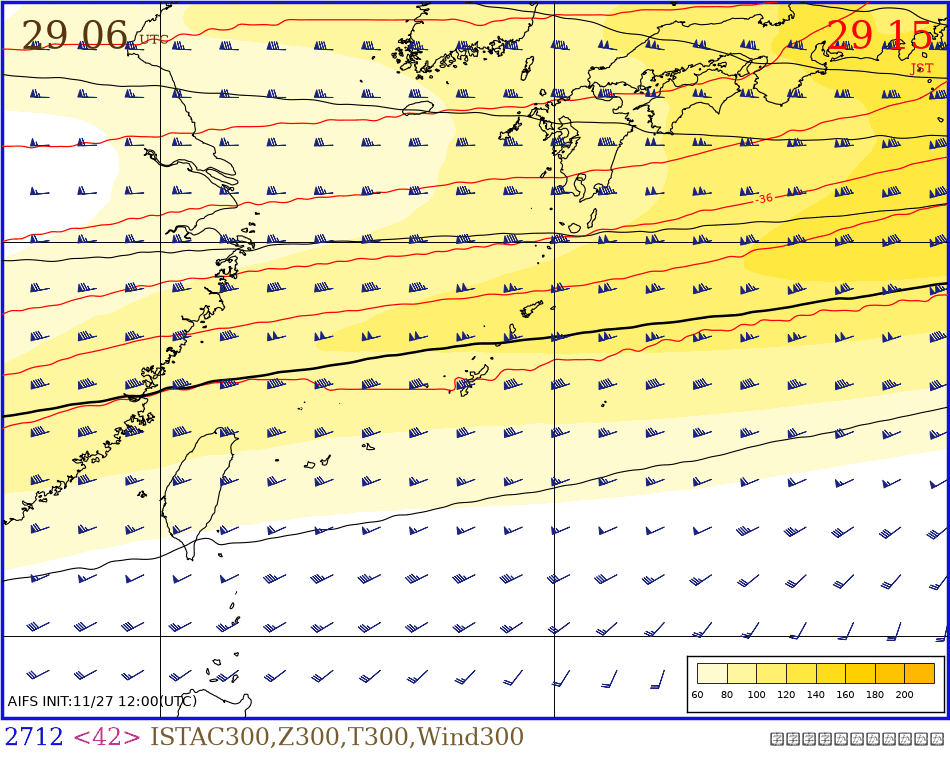 29 06 UTC
29 15 JST
-36
60 80 100 120 140 160 180 200
AIFS INIT:11/27 12:00(UTC)
2712 <42> ISTAC300,Z300,T300,Wind300